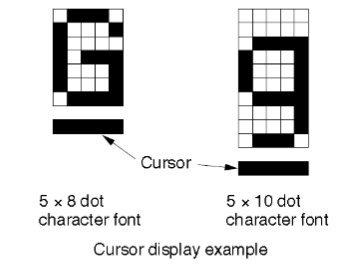 Cursor
5 × 8 dot
character font
5 × 10 dot
character font
Cursor display example